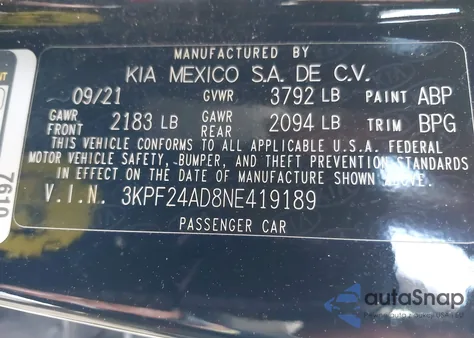 MANUFACTURED BY
KIA MEXICO S.A. DE C.V.
09/21 GVWR 3792 LB PAINT ABP
GAWR FRONT 2183 LB GAWR REAR 2094 LB TRIM BPG
THIS VEHICLE CONFORMS TO ALL APPLICABLE U.S.A. FEDERAL
MOTOR VEHICLE SAFETY, BUMPER, AND THEFT PREVENTION STANDARDS
IN EFFECT ON THE DATE OF MANUFACTURE SHOWN ABOVE.
V.I.N. 3KPF24AD8NE419189
PASSENGER CAR
7610
autaSnap